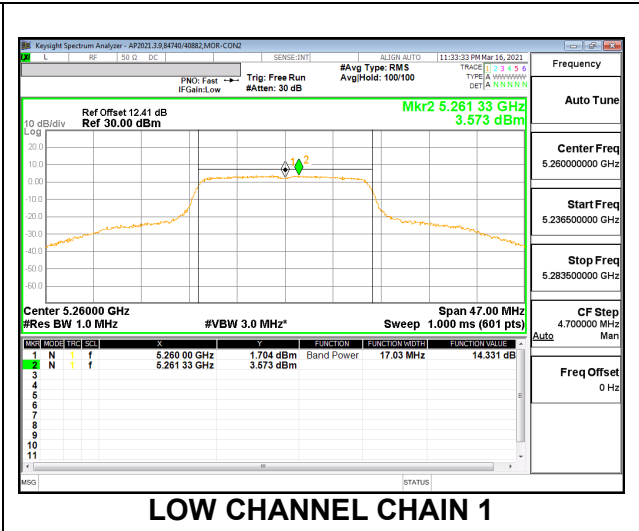 Keysight Spectrum Analyzer - AP2021.3.9,84740/40882,MOR-CON2
L RF 50 Ω DC SENSE:INT ALIGN AUTO 11:33:33 PM Mar 16, 2021
PNO: Fast Trig: Free Run #Avg Type: RMS TRACE 1 2 3 4 5 6
IFGain:Low #Atten: 30 dB Avg|Hold: 100/100 TYPE A WWWWW
DET A N N N N N
Frequency
Auto Tune
Center Freq
5.260000000 GHz
Start Freq
5.236500000 GHz
Stop Freq
5.283500000 GHz
CF Step
4.700000 MHz
Auto Man
Freq Offset
0 Hz
Mkr2 5.261 33 GHz
3.573 dBm
Ref Offset 12.41 dB
10 dB/div Ref 30.00 dBm
Log
20.0
10.0
0.00
-10.0
-20.0
-30.0
-40.0
-50.0
-60.0
1 2
Center 5.26000 GHz Span 47.00 MHz
#Res BW 1.0 MHz #VBW 3.0 MHz* Sweep 1.000 ms (601 pts)
MKR MODE TRC SCL X Y FUNCTION FUNCTION WIDTH FUNCTION VALUE
1 N 1 f 5.260 00 GHz 1.704 dBm Band Power 17.03 MHz 14.331 dB
2 N 1 f 5.261 33 GHz 3.573 dBm
3
4
5
6
7
8
9
10
11
MSG STATUS
LOW CHANNEL CHAIN 1